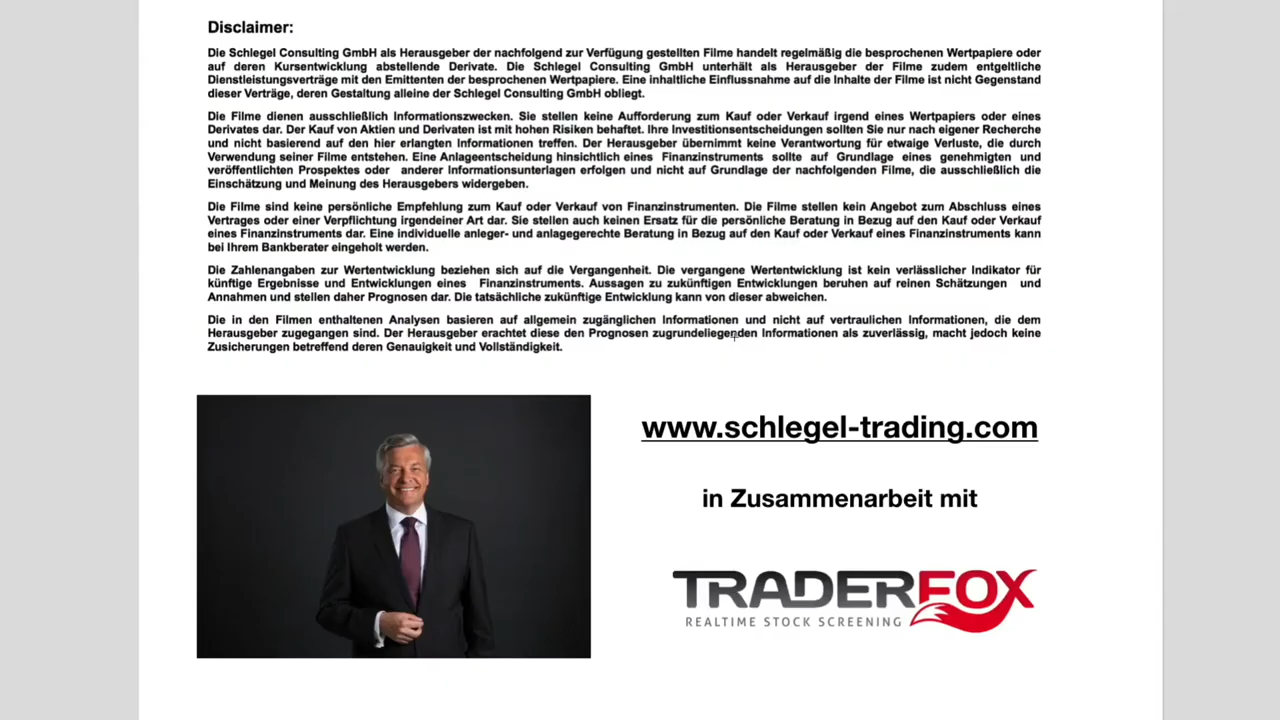 Disclaimer:
Die Schlegel Consulting GmbH als Herausgeber der nachfolgend zur Verfügung gestellten Filme handelt regelmäßig die besprochenen Wertpapiere oder
auf deren Kursentwicklung abstellende Derivate. Die Schlegel Consulting GmbH unterhält als Herausgeber der Filme zudem entgeltliche
Dienstleistungsverträge mit den Emittenten der besprochenen Wertpapiere. Eine inhaltliche Einflussnahme auf die Inhalte der Filme ist nicht Gegenstand
dieser Verträge, deren Gestaltung alleine der Schlegel Consulting GmbH obliegt.
Die Filme dienen ausschließlich Informationszwecken. Sie stellen keine Aufforderung zum Kauf oder Verkauf irgend eines Wertpapiers oder eines
Derivates dar. Der Kauf von Aktien und Derivaten ist mit hohen Risiken behaftet. Ihre Investitionsentscheidungen sollten Sie nur nach eigener Recherche
und nicht basierend auf den hier erlangten Informationen treffen. Der Herausgeber übernimmt keine Verantwortung für etwaige Verluste, die durch
Verwendung seiner Filme entstehen. Eine Anlageentscheidung hinsichtlich eines Finanzinstruments sollte auf Grundlage eines genehmigten und
veröffentlichten Prospektes oder anderer Informationsunterlagen erfolgen und nicht auf Grundlage der nachfolgenden Filme, die ausschließlich die
Einschätzung und Meinung des Herausgebers widergeben.
Die Filme sind keine persönliche Empfehlung zum Kauf oder Verkauf von Finanzinstrumenten. Die Filme stellen kein Angebot zum Abschluss eines
Vertrages oder einer Verpflichtung irgendeiner Art dar. Sie stellen auch keinen Ersatz für die persönliche Beratung in Bezug auf den Kauf oder Verkauf
eines Finanzinstruments dar. Eine individuelle anleger- und anlagegerechte Beratung in Bezug auf den Kauf oder Verkauf eines Finanzinstruments kann
bei Ihrem Bankberater eingeholt werden.
Die Zahlenangaben zur Wertentwicklung beziehen sich auf die Vergangenheit. Die vergangene Wertentwicklung ist kein verlässlicher Indikator für
künftige Ergebnisse und Entwicklungen eines Finanzinstruments. Aussagen zu zukünftigen Entwicklungen beruhen auf reinen Schätzungen und
Annahmen und stellen daher Prognosen dar. Die tatsächliche zukünftige Entwicklung kann von dieser abweichen.
Die in den Filmen enthaltenen Analysen basieren auf allgemein zugänglichen Informationen und nicht auf vertraulichen Informationen, die dem
Herausgeber zugegangen sind. Der Herausgeber erachtet diese den Prognosen zugrundeliegenden Informationen als zuverlässig, macht jedoch keine
Zusicherungen betreffend deren Genauigkeit und Vollständigkeit.
www.schlegel-trading.com
in Zusammenarbeit mit
TRADERFOX
REALTIME STOCK SCREENING